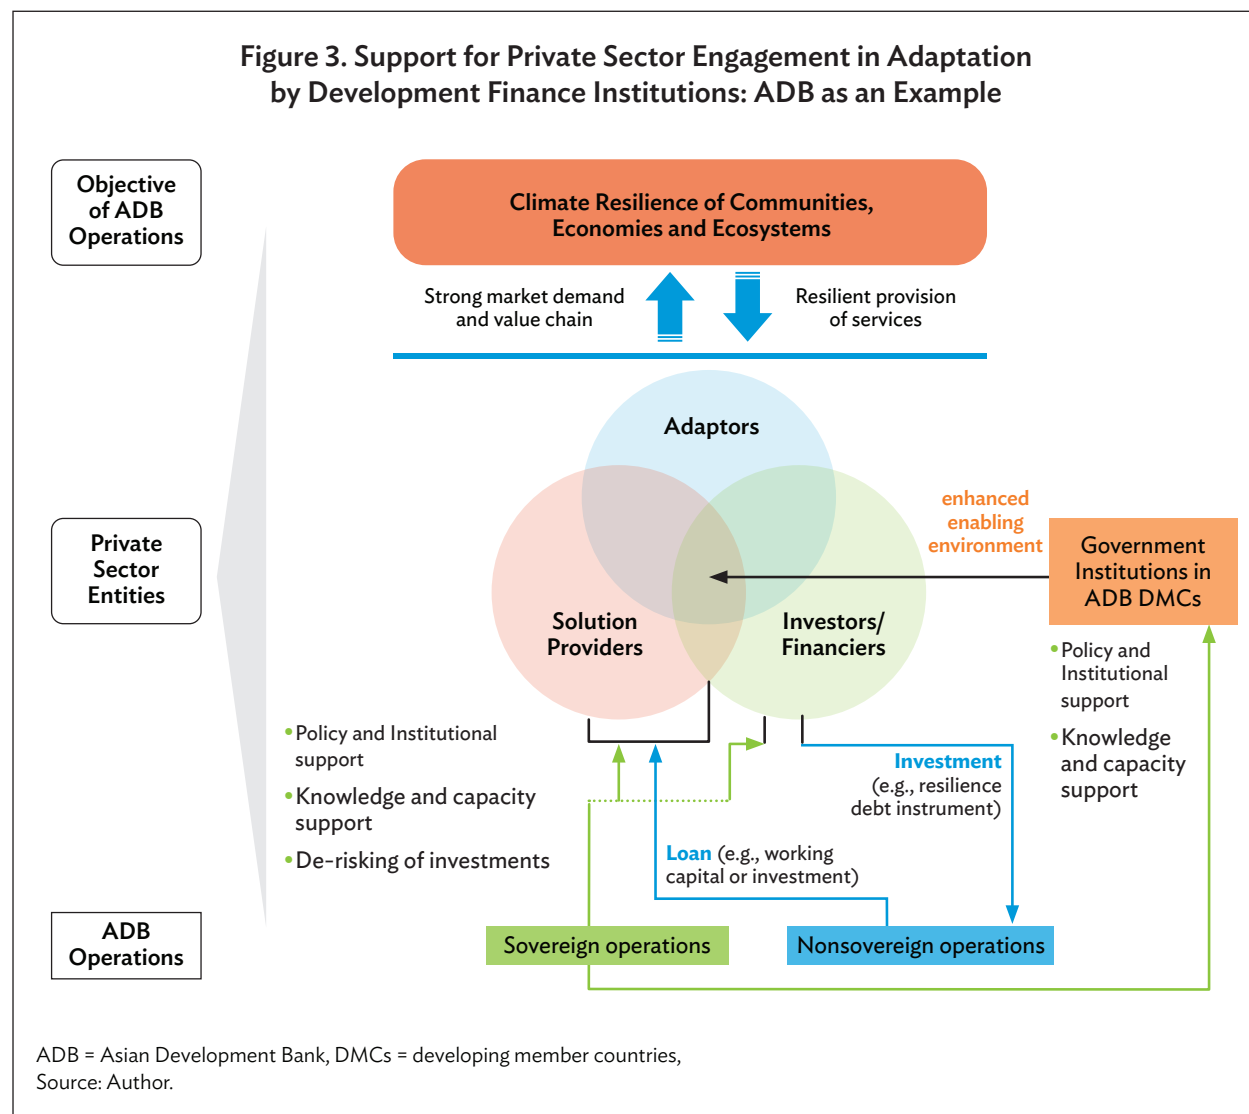 Figure 3. Support for Private Sector Engagement in Adaptation
by Development Finance Institutions: ADB as an Example
Objective
of ADB
Operations
Climate Resilience of Communities,
Economies and Ecosystems
Strong market demand
and value chain
Resilient provision
of services
Adaptors
Private
Sector
Entities
Solution
Providers
Investors/
Financiers
enhanced
enabling
environment
Government
Institutions in
ADB DMCs
•Policy and
Institutional
support
•Knowledge
and capacity
support
•Policy and Institutional
support
•Knowledge and capacity
support
•De-risking of investments
Investment
(e.g., resilience
debt instrument)
Loan (e.g., working
capital or investment)
ADB
Operations
Sovereign operations
Nonsovereign operations
ADB = Asian Development Bank, DMCs = developing member countries,
Source: Author.